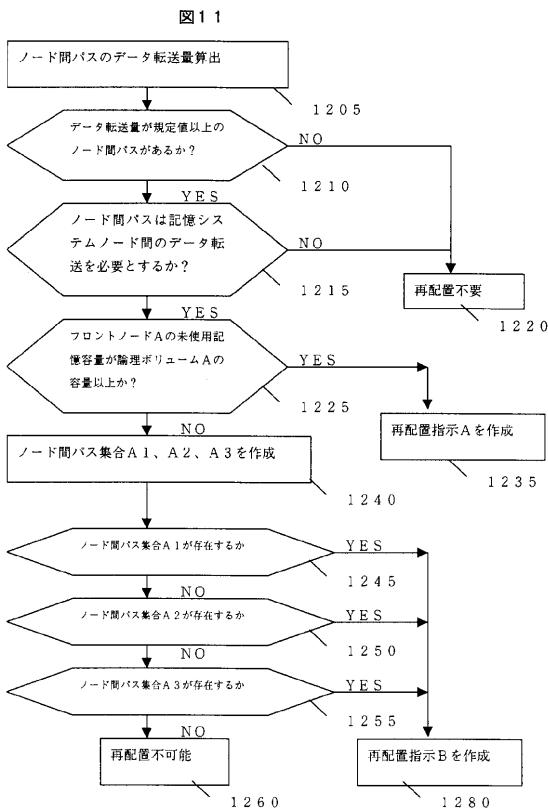 図11
ノード間パスのデータ転送量算出
1205
データ転送量が規定値以上の
ノード間パスがあるか?
NO
1210
YES
ノード間パスは記憶シス
テムノード間のデータ転
送を必要とするか?
NO
1215
再配置不要
1220
YES
フロントノードAの未使用記
憶容量が論理ボリュームAの
容量以上か?
YES
1225
再配置指示Aを作成
1235
NO
ノード間パス集合A1、A2、A3を作成
1240
ノード間パス集合A1が存在するか
YES
1245
NO
ノード間パス集合A2が存在するか
YES
1250
NO
ノード間パス集合A3が存在するか
YES
1255
NO
再配置不可能
1260
再配置指示Bを作成
1280